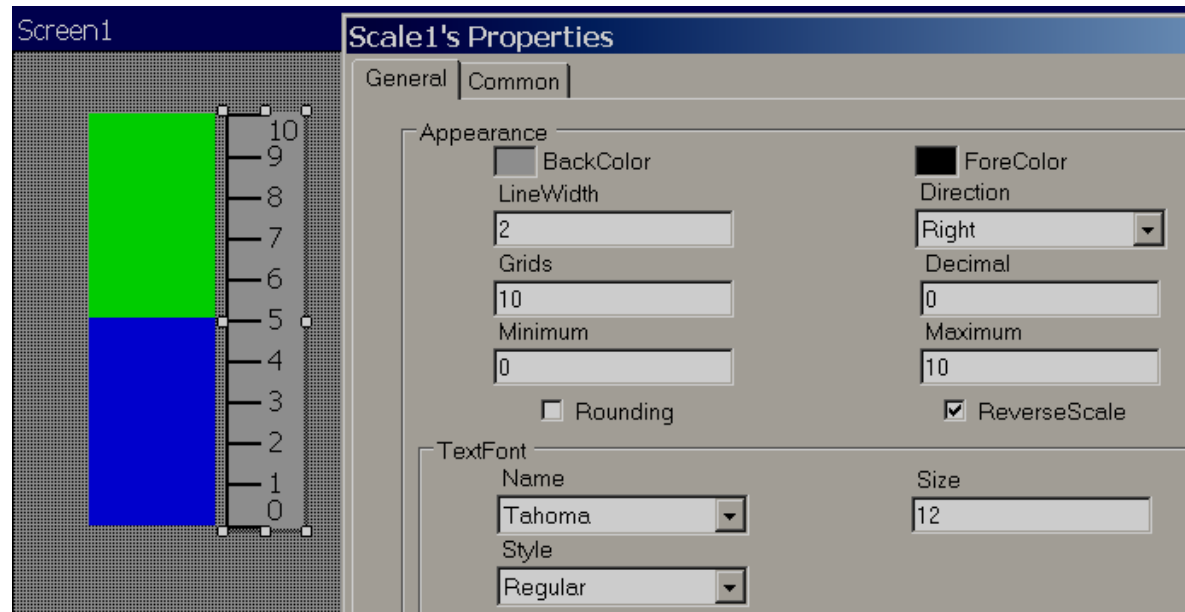 Screen1
10
9
8
7
6
5
4
3
2
1
0
Scale1's Properties
General Common
Appearance
BackColor ForeColor
LineWidth Direction
2 Right
Grids Decimal
10 0
Minimum Maximum
0 10
Rounding ReverseScale
TextFont
Name Size
Tahoma 12
Style
Regular